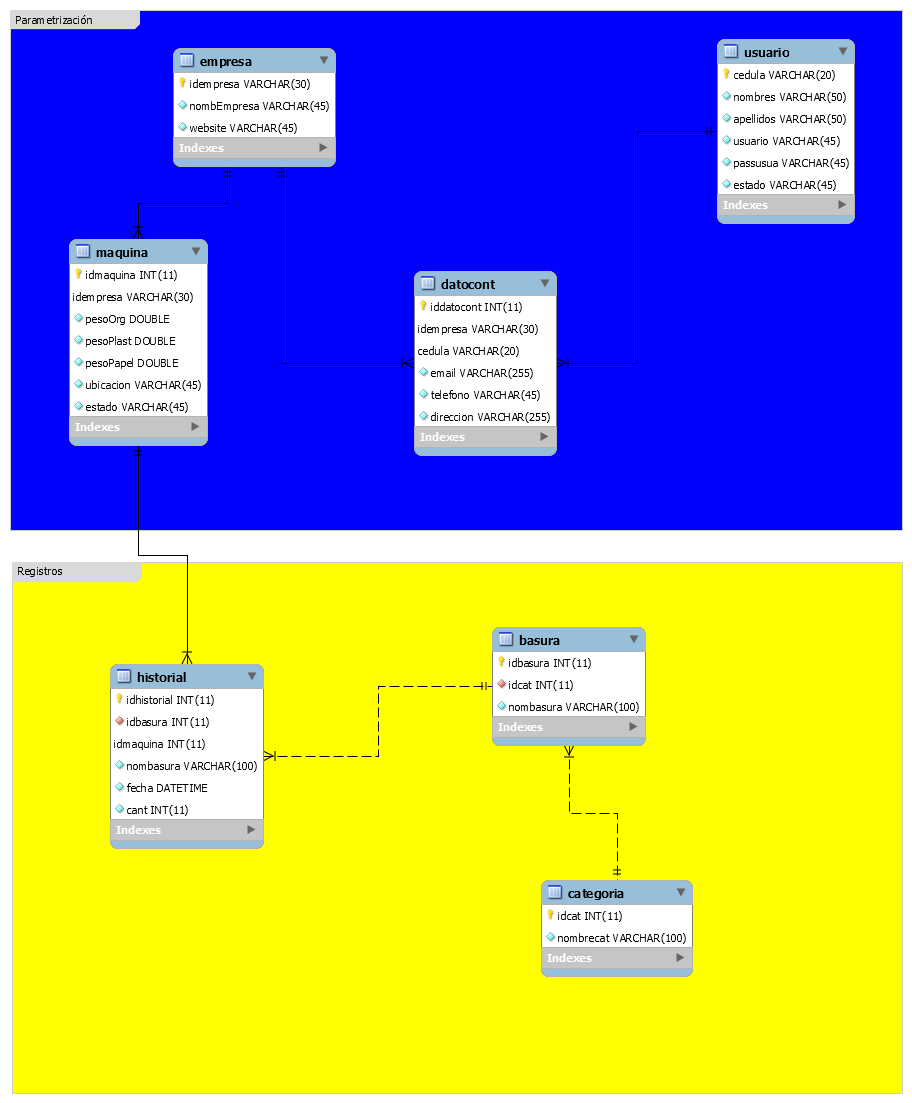 Parametrización
empresa
idempresa VARCHAR(30)
nombEmpresa VARCHAR(45)
website VARCHAR(45)
Indexes
usuario
cedula VARCHAR(20)
nombres VARCHAR(50)
apellidos VARCHAR(50)
usuario VARCHAR(45)
passusua VARCHAR(45)
estado VARCHAR(45)
Indexes
maquina
idmaquina INT(11)
idempresa VARCHAR(30)
pesoOrg DOUBLE
pesoPlast DOUBLE
pesoPapel DOUBLE
ubicacion VARCHAR(45)
estado VARCHAR(45)
Indexes
datocont
iddatocont INT(11)
idempresa VARCHAR(30)
cedula VARCHAR(20)
email VARCHAR(255)
telefono VARCHAR(45)
direccion VARCHAR(255)
Indexes
Registros
historial
idhistorial INT(11)
idbasura INT(11)
idmaquina INT(11)
nombasura VARCHAR(100)
fecha DATETIME
cant INT(11)
Indexes
basura
idbasura INT(11)
idcat INT(11)
nombasura VARCHAR(100)
Indexes
categoria
idcat INT(11)
nombrecat VARCHAR(100)
Indexes